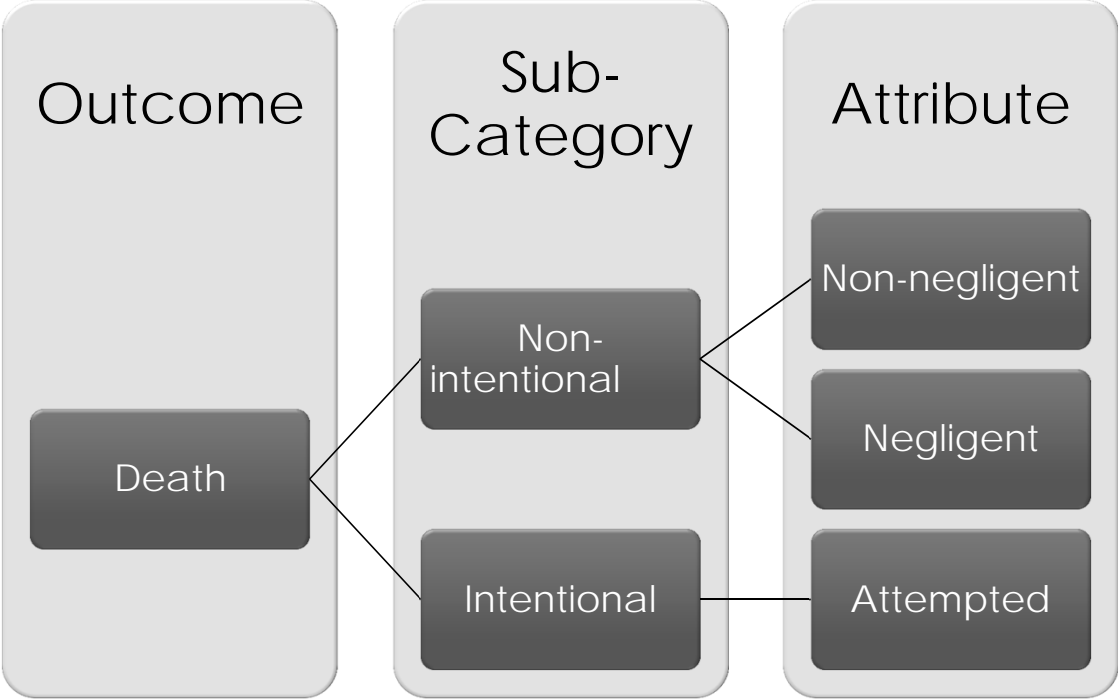 Outcome
Sub-
Category
Attribute
Death
Non-
intentional
Intentional
Non-negligent
Negligent
Attempted